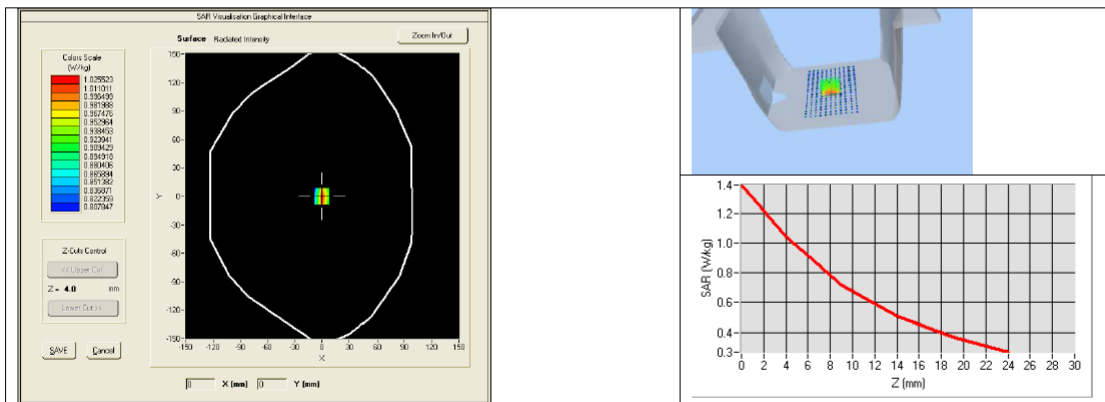 SAR Visualisation Graphical Interface
Surface Radiated Intensity
Zoom In/Out
Colors Scale
(W/kg)
1.025523
1.011011
0.996499
0.981988
0.967476
0.952964
0.938453
0.923941
0.909429
0.894918
0.880406
0.865894
0.851382
0.836871
0.822359
0.807847
Z-Cuts Control
<< Upper Cut
Z = 4.0 mm
Lower Cut >>
SAVE Cancel
150
120
90
60
30
0
-30
-60
-90
-120
-150
Y
-150 -120 -90 -60 -30 0 30 60 90 120 150
X
0 X (mm) 0 Y (mm)
1.4
1.2
1.0
0.8
0.6
0.4
0.3
SAR (W/kg)
0 2 4 6 8 10 12 14 16 18 20 22 24 26 28 30
Z (mm)